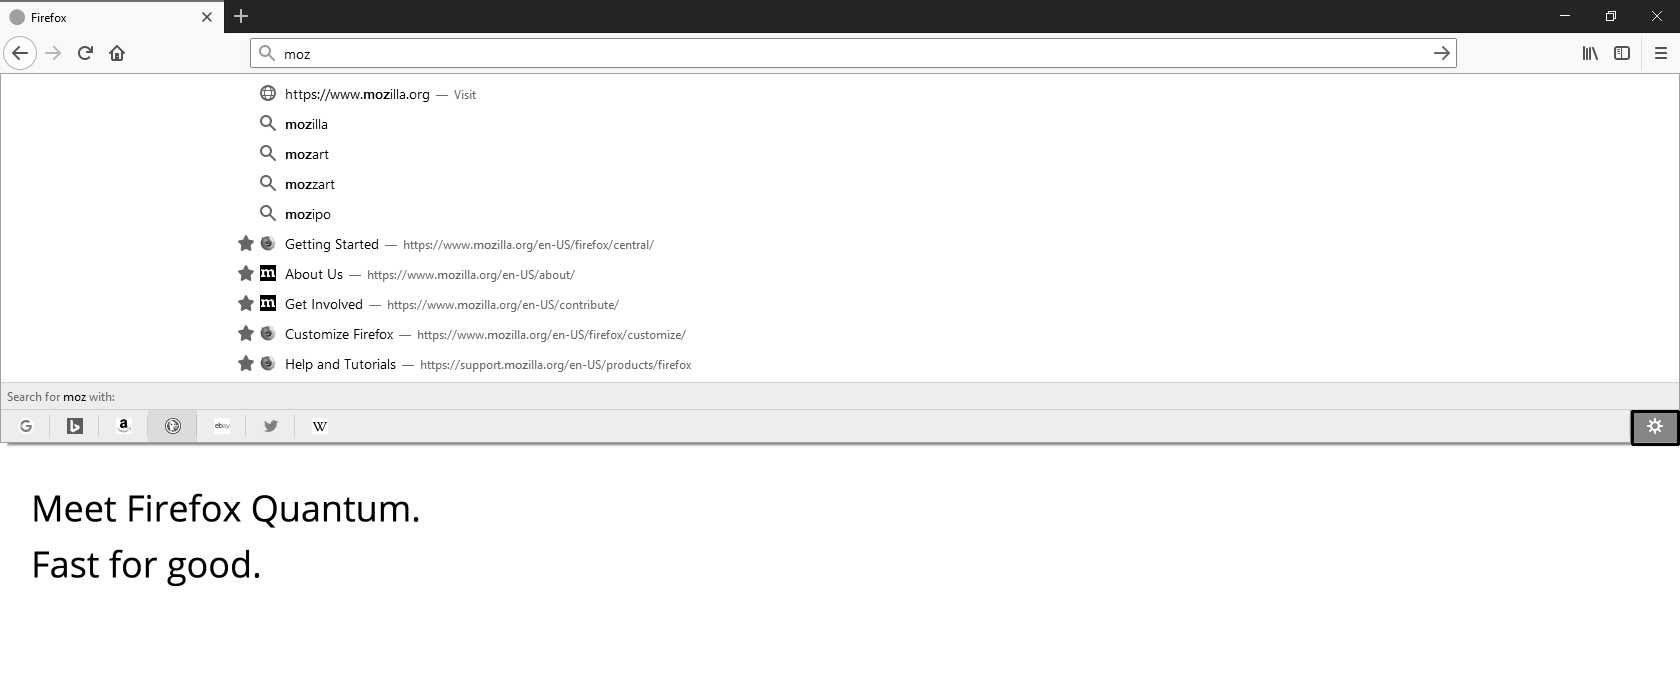 Firefox
moz
https://www.mozilla.org — Visit
mozilla
mozart
mozzart
mozipo
Getting Started — https://www.mozilla.org/en-US/firefox/central/
m About Us — https://www.mozilla.org/en-US/about/
m Get Involved — https://www.mozilla.org/en-US/contribute/
Customize Firefox — https://www.mozilla.org/en-US/firefox/customize/
Help and Tutorials — https://support.mozilla.org/en-US/products/firefox
Search for moz with:
G b a ebay W
Meet Firefox Quantum.
Fast for good.